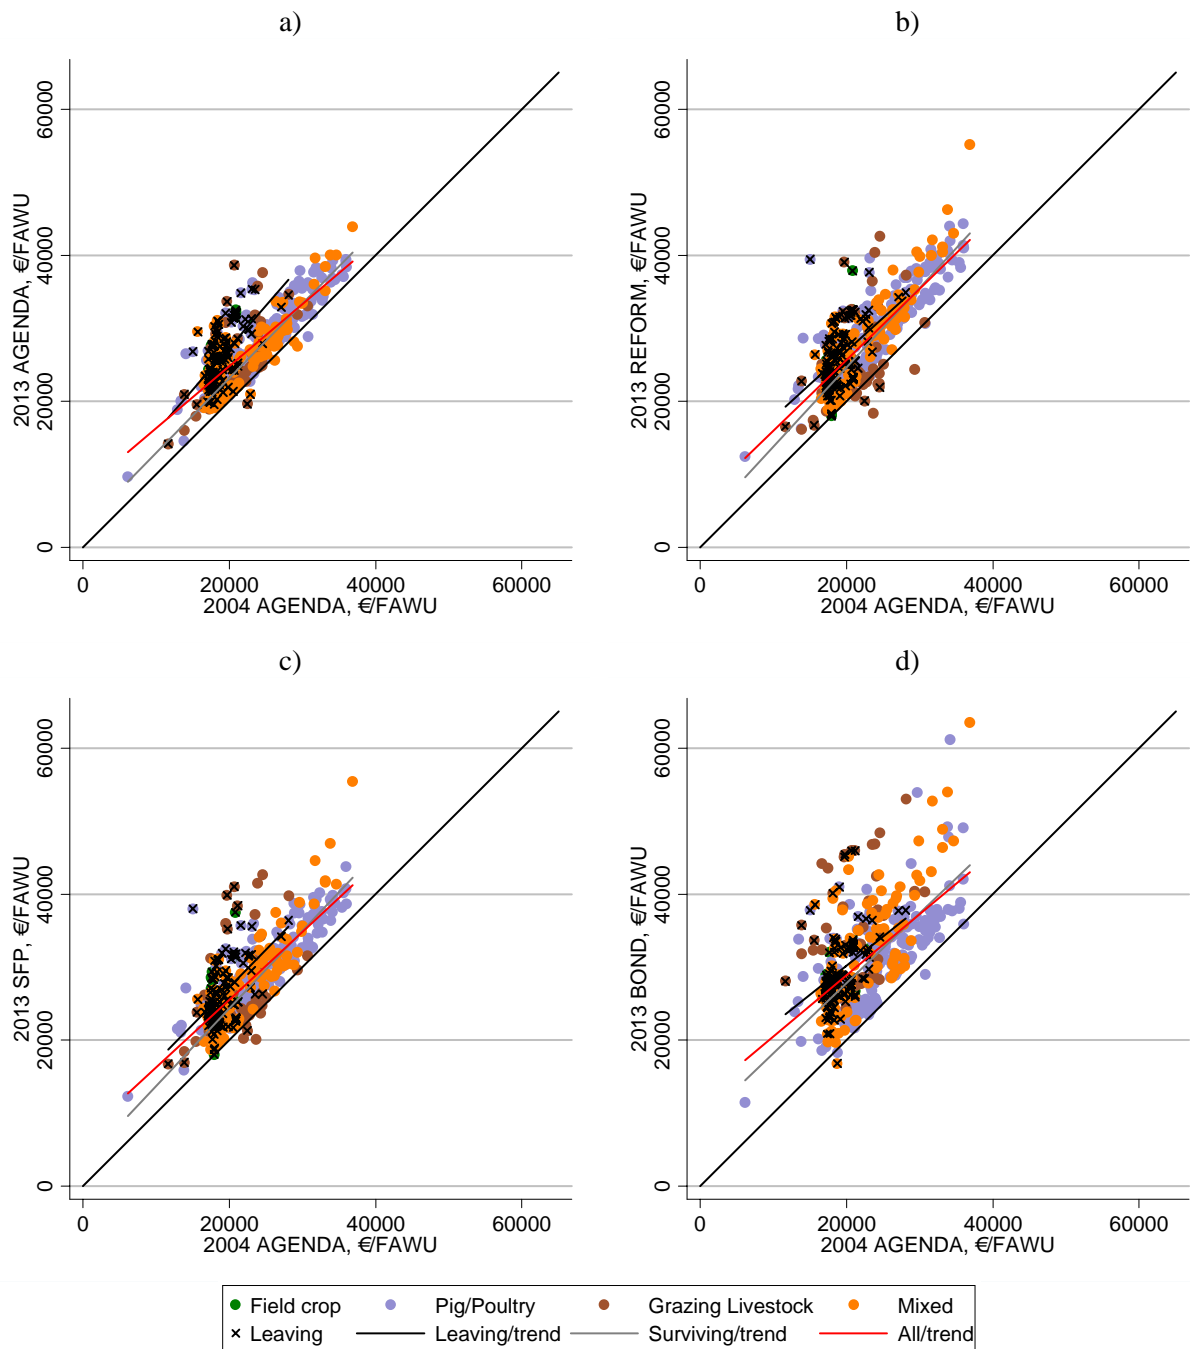 a)
b)
2013 AGENDA, €/FAWU
0
20000
40000
60000
0
20000
40000
60000
2004 AGENDA, €/FAWU
2013 REFORM, €/FAWU
0
20000
40000
60000
0
20000
40000
60000
2004 AGENDA, €/FAWU
c)
d)
2013 SFP, €/FAWU
0
20000
40000
60000
0
20000
40000
60000
2004 AGENDA, €/FAWU
2013 BOND, €/FAWU
0
20000
40000
60000
0
20000
40000
60000
2004 AGENDA, €/FAWU
Field crop Pig/Poultry Grazing Livestock Mixed
Leaving Leaving/trend Surviving/trend All/trend